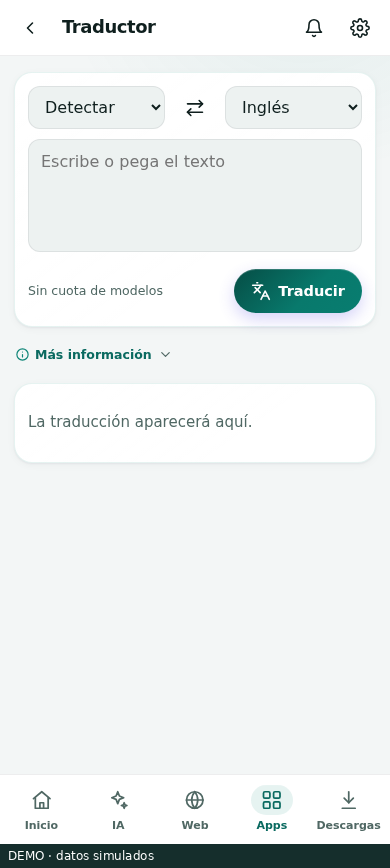 Traductor
Detectar
Inglés
Escribe o pega el texto
Sin cuota de modelos
Traducir
Más información
La traducción aparecerá aquí.
Inicio
IA
Web
Apps
Descargas
DEMO · datos simulados